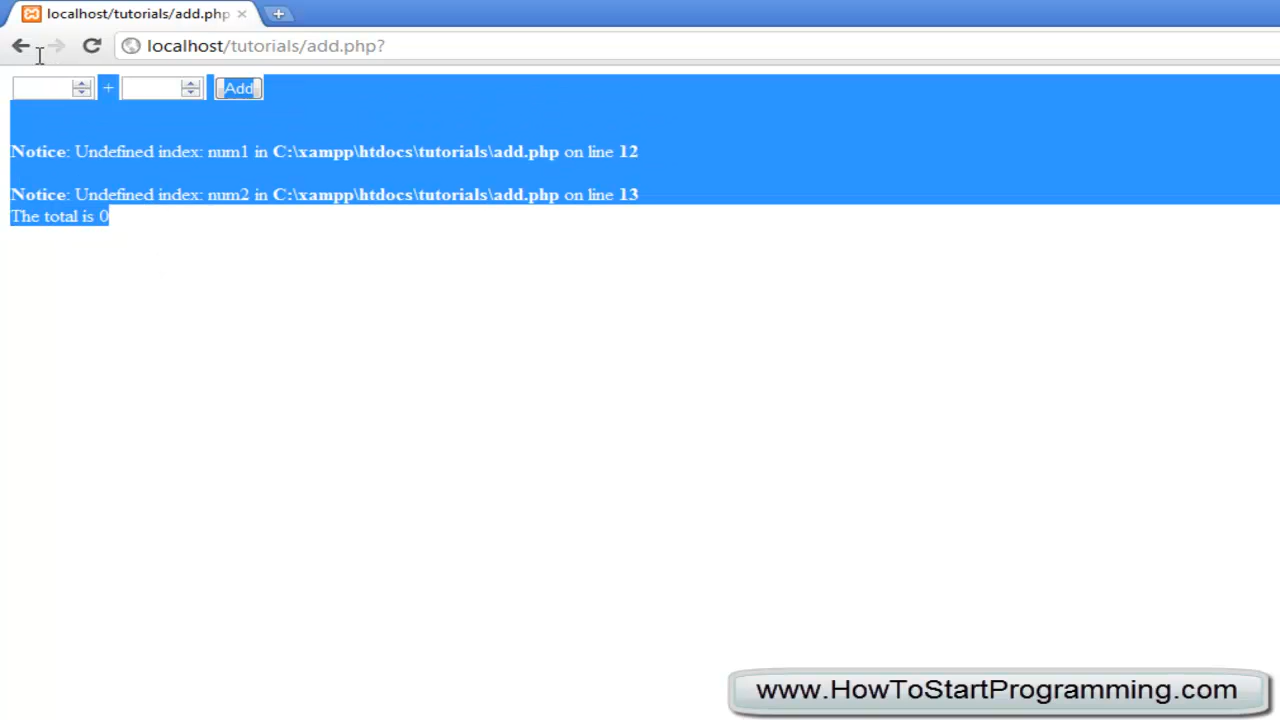 localhost/tutorials/add.php
localhost/tutorials/add.php?
+ Add
Notice: Undefined index: num1 in C:\xampp\htdocs\tutorials\add.php on line 12
Notice: Undefined index: num2 in C:\xampp\htdocs\tutorials\add.php on line 13
The total is 0
www.HowToStartProgramming.com